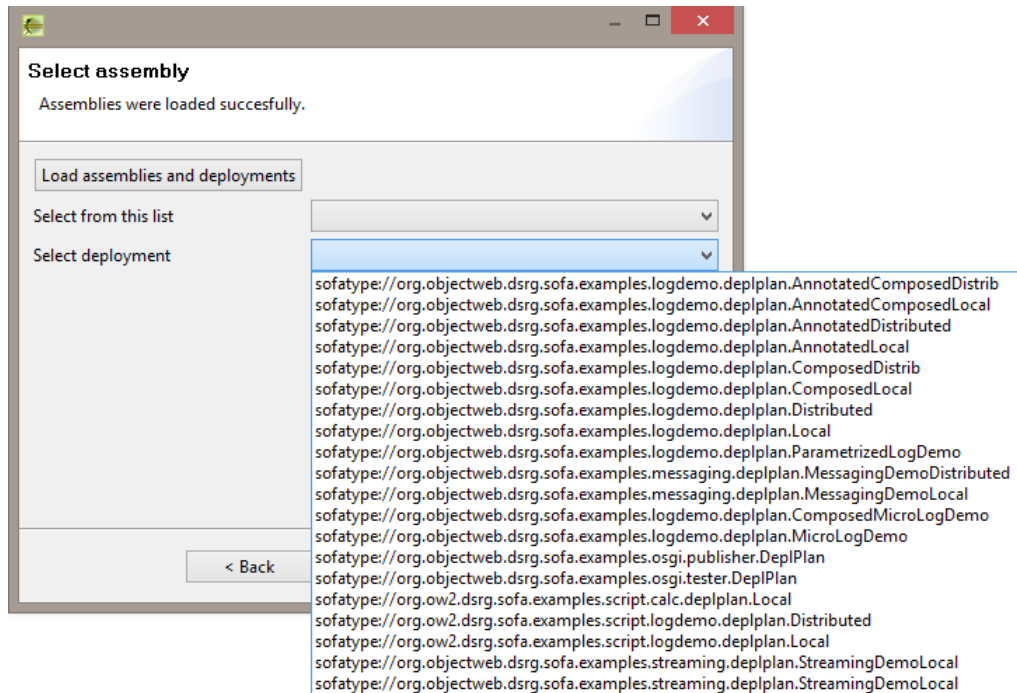 Select assembly
Assemblies were loaded succesfully.
Load assemblies and deployments
Select from this list
Select deployment
sofatype://org.objectweb.dsrg.sofa.examples.logdemo.deplplan.AnnotatedComposedDistrib
sofatype://org.objectweb.dsrg.sofa.examples.logdemo.deplplan.AnnotatedComposedLocal
sofatype://org.objectweb.dsrg.sofa.examples.logdemo.deplplan.AnnotatedDistributed
sofatype://org.objectweb.dsrg.sofa.examples.logdemo.deplplan.AnnotatedLocal
sofatype://org.objectweb.dsrg.sofa.examples.logdemo.deplplan.ComposedDistrib
sofatype://org.objectweb.dsrg.sofa.examples.logdemo.deplplan.ComposedLocal
sofatype://org.objectweb.dsrg.sofa.examples.logdemo.deplplan.Distributed
sofatype://org.objectweb.dsrg.sofa.examples.logdemo.deplplan.Local
sofatype://org.objectweb.dsrg.sofa.examples.logdemo.deplplan.ParametrizedLogDemo
sofatype://org.objectweb.dsrg.sofa.examples.messaging.deplplan.MessagingDemoDistributed
sofatype://org.objectweb.dsrg.sofa.examples.messaging.deplplan.MessagingDemoLocal
sofatype://org.objectweb.dsrg.sofa.examples.logdemo.deplplan.ComposedMicroLogDemo
sofatype://org.objectweb.dsrg.sofa.examples.logdemo.deplplan.MicroLogDemo
sofatype://org.objectweb.dsrg.sofa.examples.osgi.publisher.DeplPlan
sofatype://org.objectweb.dsrg.sofa.examples.osgi.tester.DeplPlan
sofatype://org.ow2.dsrg.sofa.examples.script.calc.deplplan.Local
sofatype://org.ow2.dsrg.sofa.examples.script.logdemo.deplplan.Distributed
sofatype://org.ow2.dsrg.sofa.examples.script.logdemo.deplplan.Local
sofatype://org.objectweb.dsrg.sofa.examples.streaming.deplplan.StreamingDemoLocal
sofatype://org.objectweb.dsrg.sofa.examples.streaming.deplplan.StreamingDemoLocal
< Back